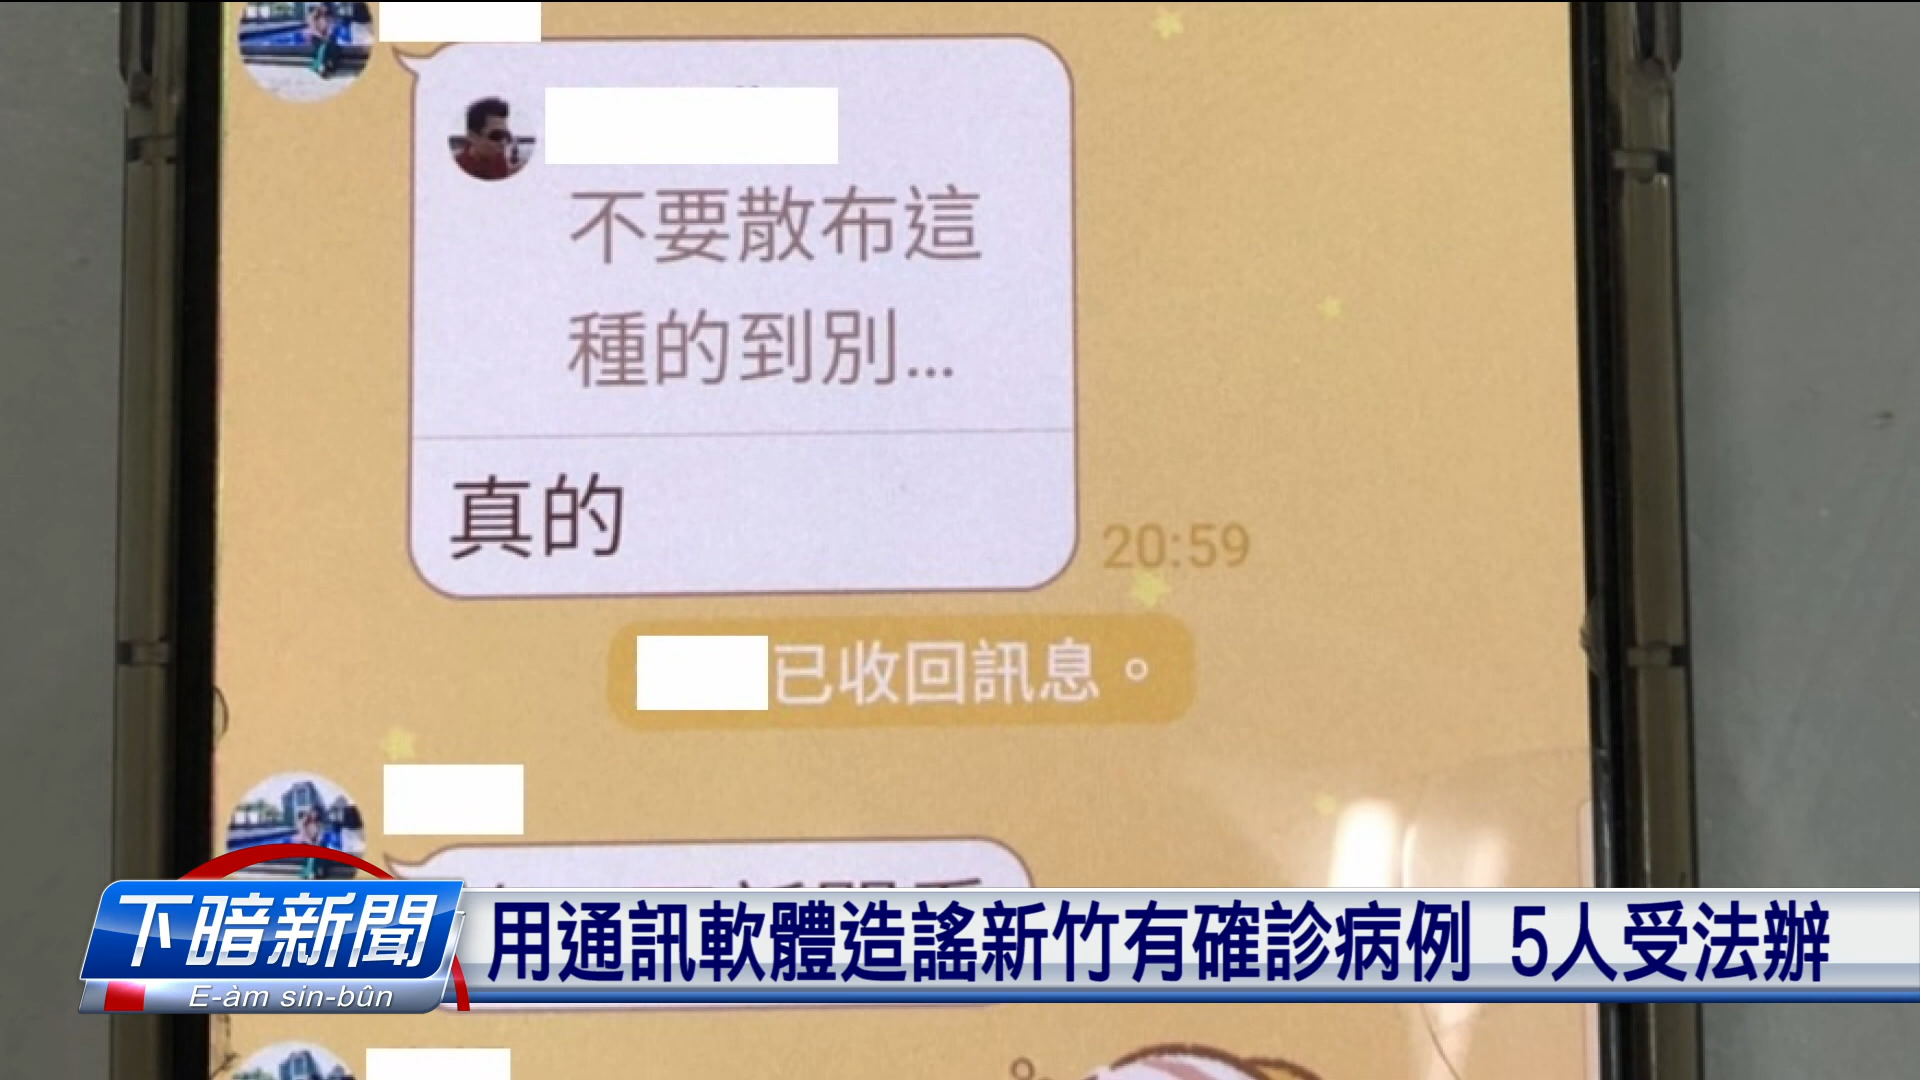 不要散布這
種的到別...
真的
20:59
已收回訊息。
下暗新聞
E-àm sin-bûn
用通訊軟體造謠新竹有確診病例 5人受法辦